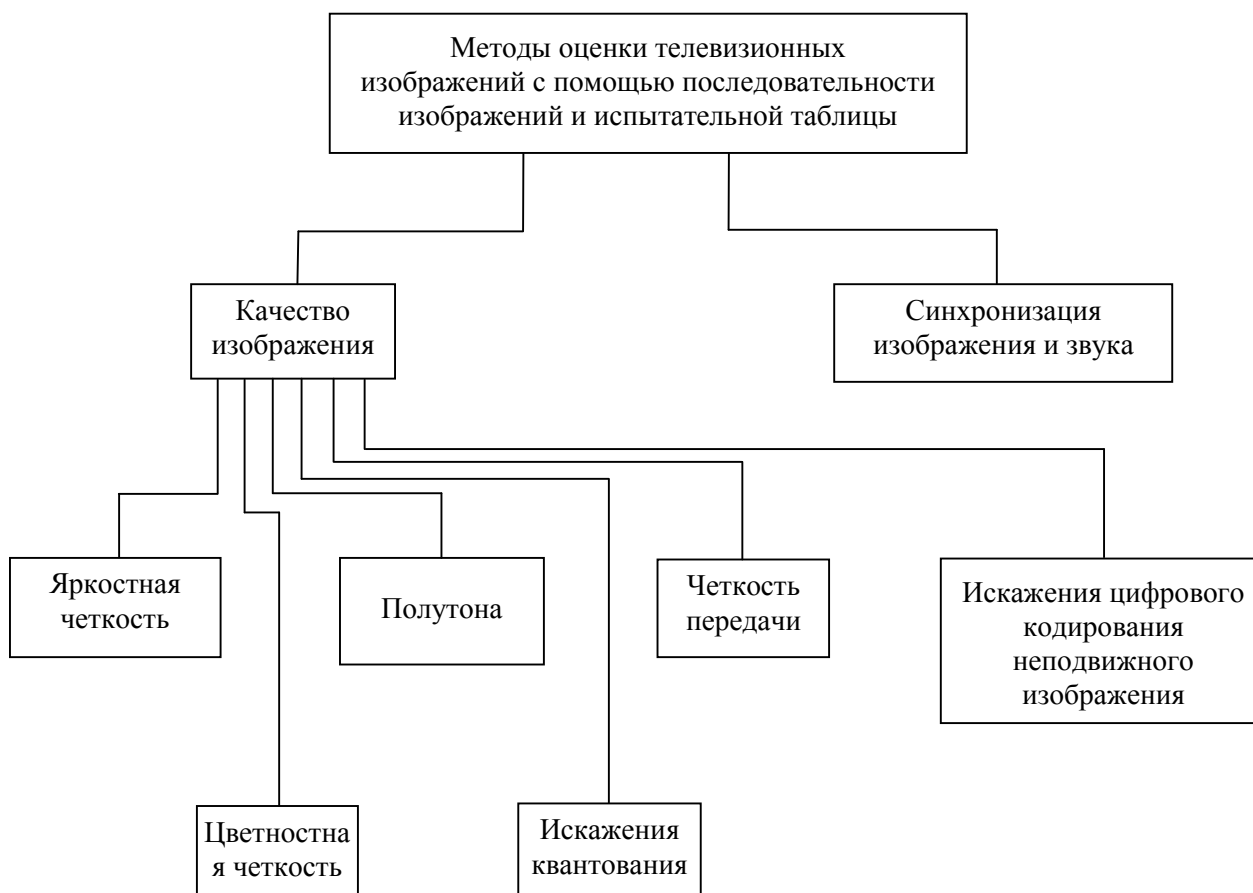 Методы оценки телевизионных
изображений с помощью последовательности
изображений и испытательной таблицы
Качество
изображения
Синхронизация
изображения и звука
Яркостная
четкость
Полутона
Четкость
передачи
Искажения цифрового
кодирования
неподвижного
изображения
Цветностна
я четкость
Искажения
квантования